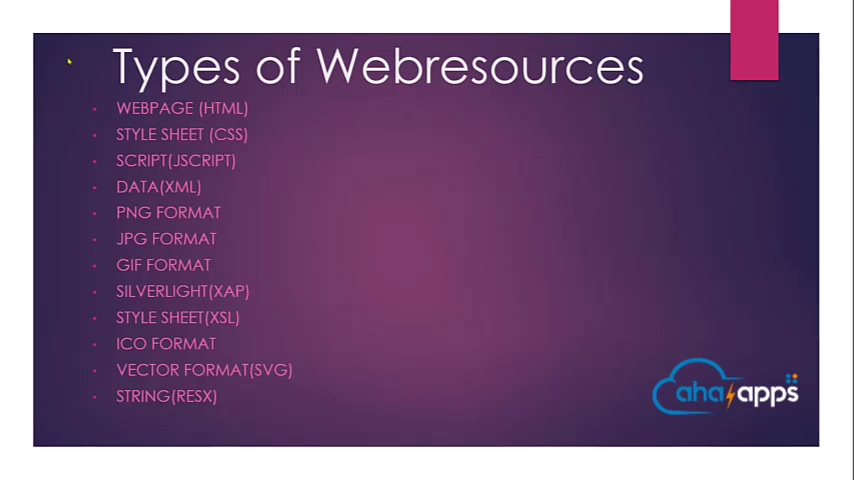 Types of Webresources
WEBPAGE (HTML)
STYLE SHEET (CSS)
SCRIPT(JSCRIPT)
DATA(XML)
PNG FORMAT
JPG FORMAT
GIF FORMAT
SILVERLIGHT(XAP)
STYLE SHEET(XSL)
ICO FORMAT
VECTOR FORMAT(SVG)
STRING(RESX)
aha apps